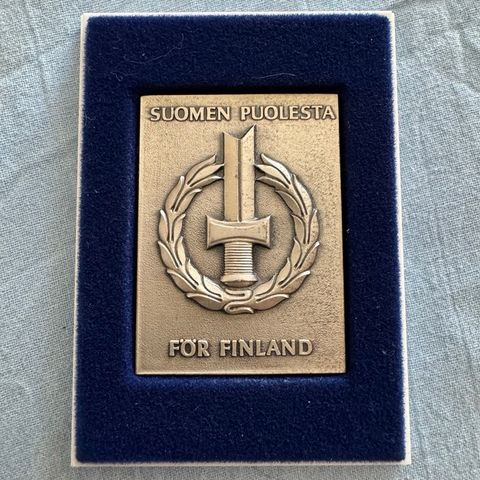 SUOMEN PUOLESTA
FÖR FINLAND